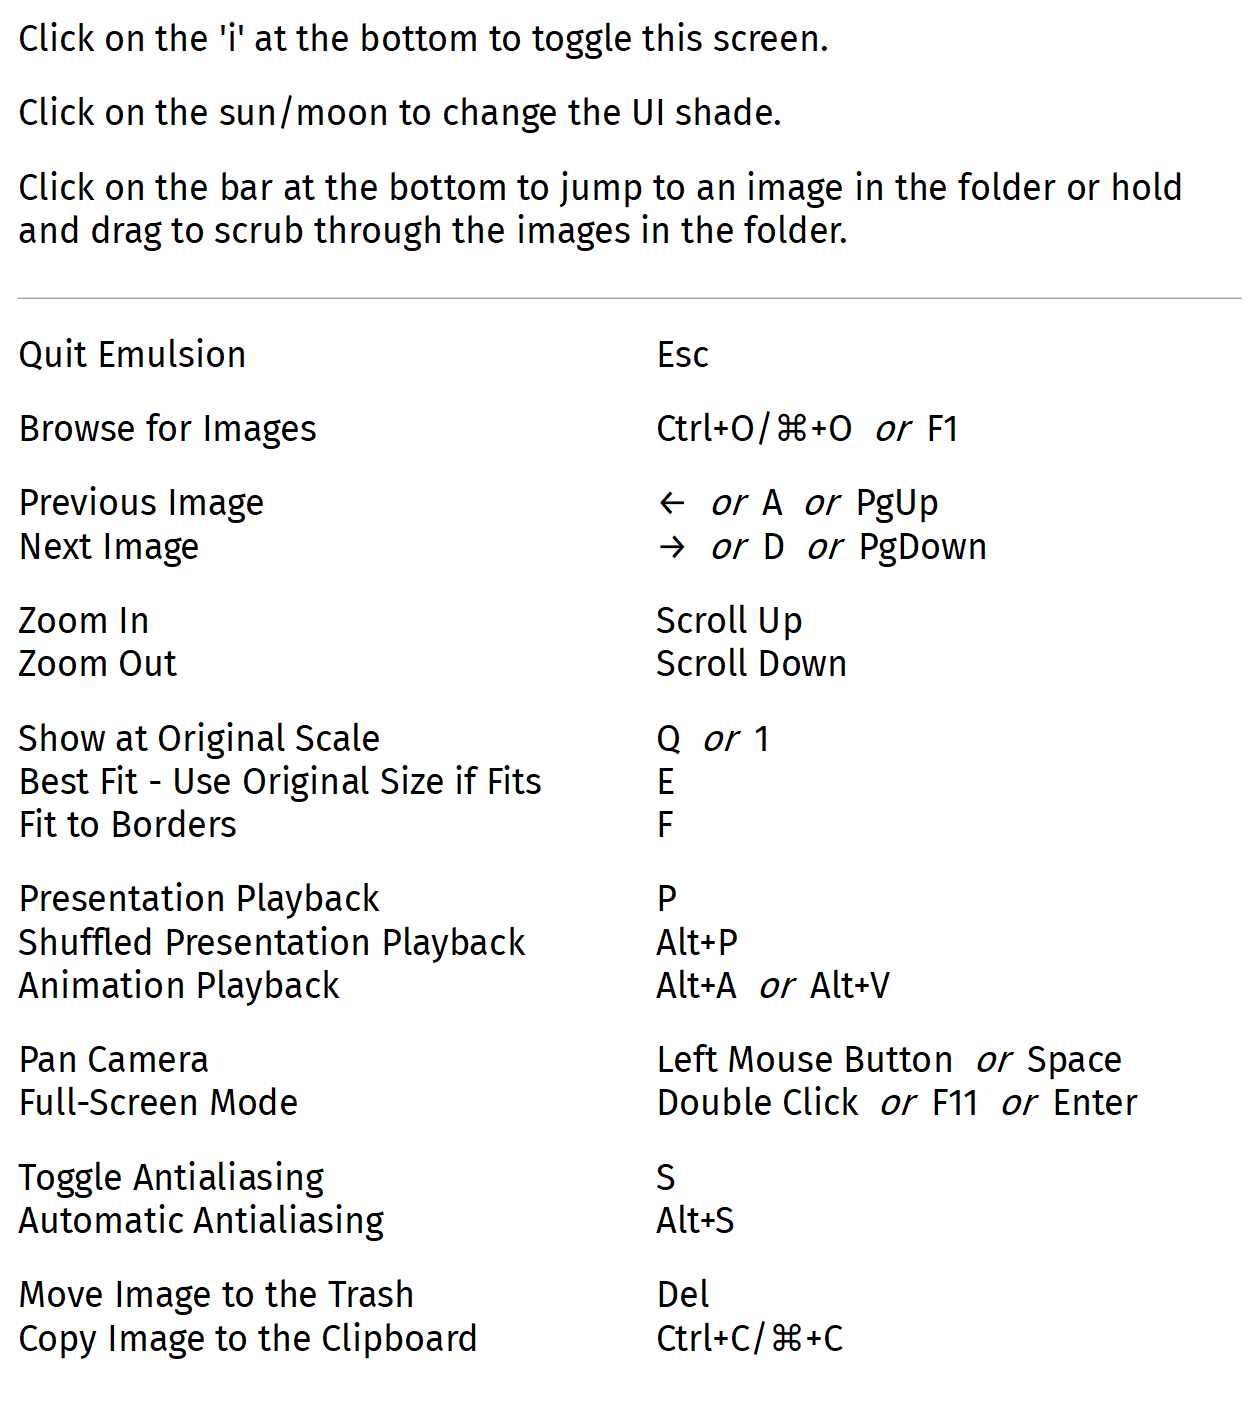 Click on the 'i' at the bottom to toggle this screen.
Click on the sun/moon to change the UI shade.
Click on the bar at the bottom to jump to an image in the folder or hold
and drag to scrub through the images in the folder.
Quit Emulsion Esc
Browse for Images Ctrl+O/⌘+O or F1
Previous Image ← or A or PgUp
Next Image → or D or PgDown
Zoom In Scroll Up
Zoom Out Scroll Down
Show at Original Scale Q or 1
Best Fit - Use Original Size if Fits E
Fit to Borders F
Presentation Playback P
Shuffled Presentation Playback Alt+P
Animation Playback Alt+A or Alt+V
Pan Camera Left Mouse Button or Space
Full-Screen Mode Double Click or F11 or Enter
Toggle Antialiasing S
Automatic Antialiasing Alt+S
Move Image to the Trash Del
Copy Image to the Clipboard Ctrl+C/⌘+C